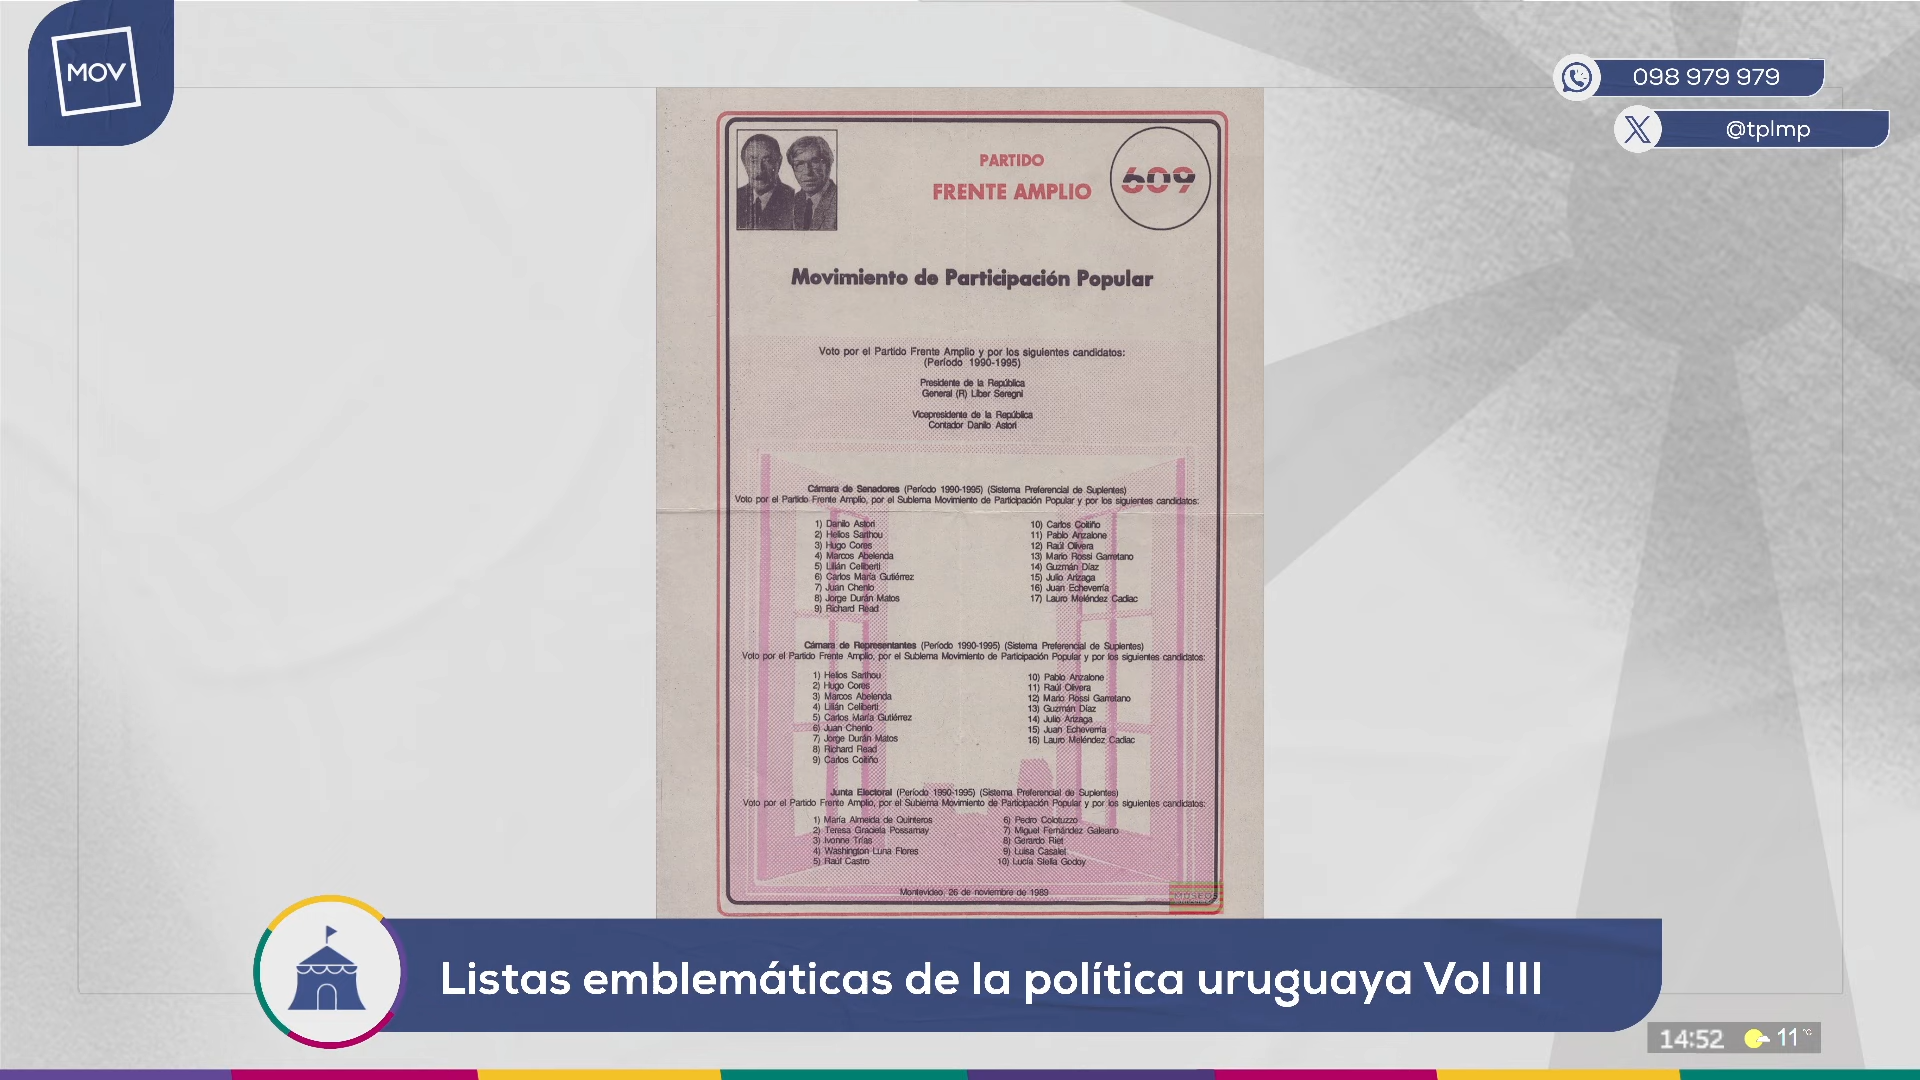 MOV
098 979 979
@tplmp
PARTIDO
FRENTE AMPLIO
609
Movimiento de Participación Popular
Voto por el Partido Frente Amplio y por los siguientes candidatos:
(Período 1990-1995)
Presidente de la República
General (R) Líber Seregni
Vicepresidente de la República
Contador Danilo Astori
Cámara de Senadores (Período 1990-1995) (Sistema Preferencial de Suplentes)
Voto por el Partido Frente Amplio, por el Sublema Movimiento de Participación Popular y por los siguientes candidatos:
1) Danilo Astori
2) Helios Sarthou
3) Hugo Cores
4) Marcos Abelenda
5) Lilián Celiberti
6) Carlos María Gutiérrez
7) Juan Chenlo
8) Jorge Durán Matos
9) Richard Read
10) Carlos Coitiño
11) Pablo Anzalone
12) Raúl Olivera
13) Mario Rossi Garretano
14) Guzmán Díaz
15) Julio Arizaga
16) Juan Echeverría
17) Lauro Meléndez Cadiac
Cámara de Representantes (Período 1990-1995) (Sistema Preferencial de Suplentes)
Voto por el Partido Frente Amplio, por el Sublema Movimiento de Participación Popular y por los siguientes candidatos:
1) Helios Sarthou
2) Hugo Cores
3) Marcos Abelenda
4) Lilián Celiberti
5) Carlos María Gutiérrez
6) Juan Chenlo
7) Jorge Durán Matos
8) Richard Read
9) Carlos Coitiño
10) Pablo Anzalone
11) Raúl Olivera
12) Mario Rossi Garretano
13) Guzmán Díaz
14) Julio Arizaga
15) Juan Echeverría
16) Lauro Meléndez Cadiac
Junta Electoral (Período 1990-1995) (Sistema Preferencial de Suplentes)
Voto por el Partido Frente Amplio, por el Sublema Movimiento de Participación Popular y por los siguientes candidatos:
1) María Almeida de Quinteros
2) Teresa Graciela Possamay
3) Ivonne Trías
4) Washington Luna Flores
5) Raúl Castro
6) Pedro Colotuzzo
7) Miguel Fernández Galeano
8) Gerardo Riet
9) Luisa Casalet
10) Lucía Stella Godoy
Montevideo, 26 de noviembre de 1989
Listas emblemáticas de la política uruguaya Vol III
14:52 11°C